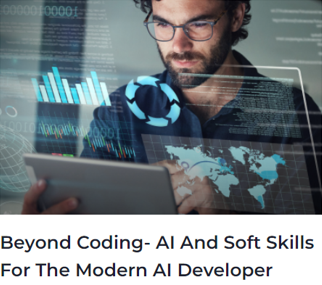 Beyond Coding- AI And Soft Skills
For The Modern AI Developer